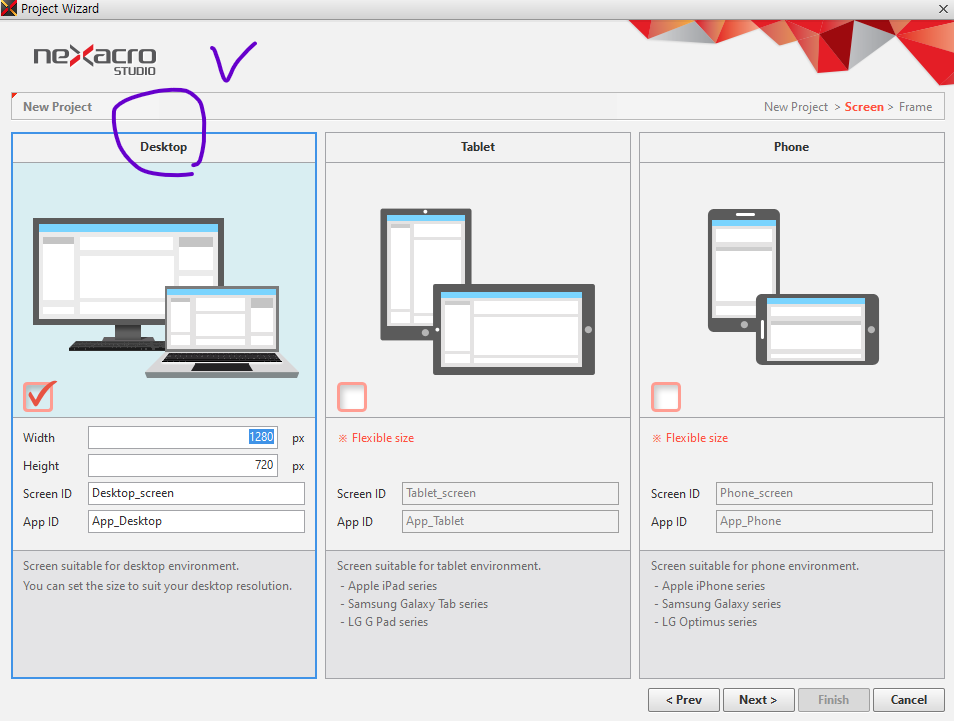 Project Wizard
nexacro
STUDIO
New Project
New Project > Screen > Frame
Desktop
Tablet
Phone
Width 1280 px
Height 720 px
Screen ID Desktop_screen
App ID App_Desktop
※ Flexible size
Screen ID Tablet_screen
App ID App_Tablet
※ Flexible size
Screen ID Phone_screen
App ID App_Phone
Screen suitable for desktop environment.
You can set the size to suit your desktop resolution.
Screen suitable for tablet environment.
- Apple iPad series
- Samsung Galaxy Tab series
- LG G Pad series
Screen suitable for phone environment.
- Apple iPhone series
- Samsung Galaxy series
- LG Optimus series
< Prev
Next >
Finish
Cancel